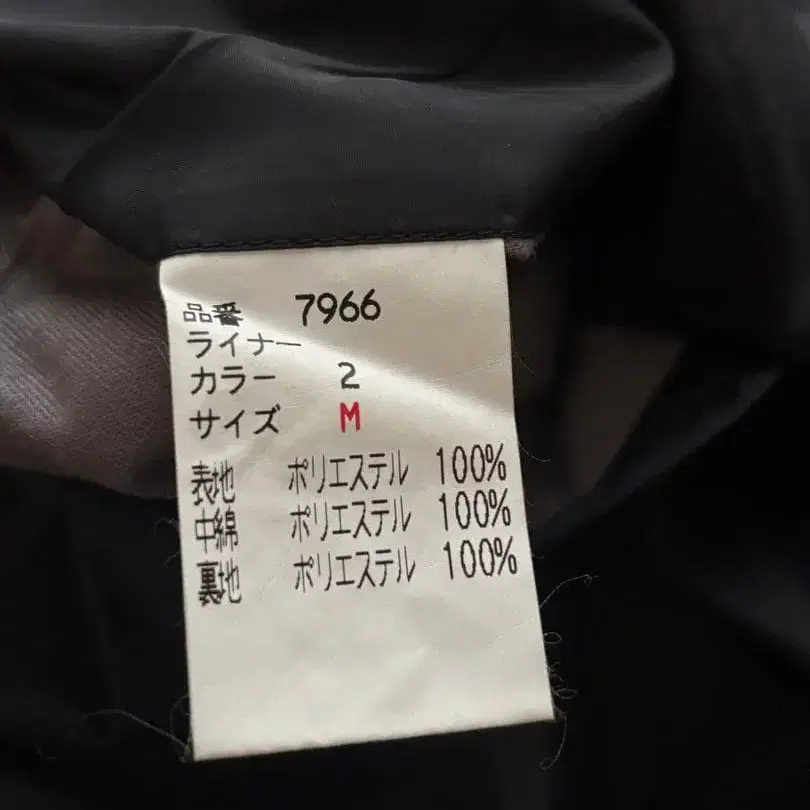 品番 7966
ライナー
カラー 2
サイズ M
表地 ポリエステル 100%
中綿 ポリエステル 100%
裏地 ポリエステル 100%